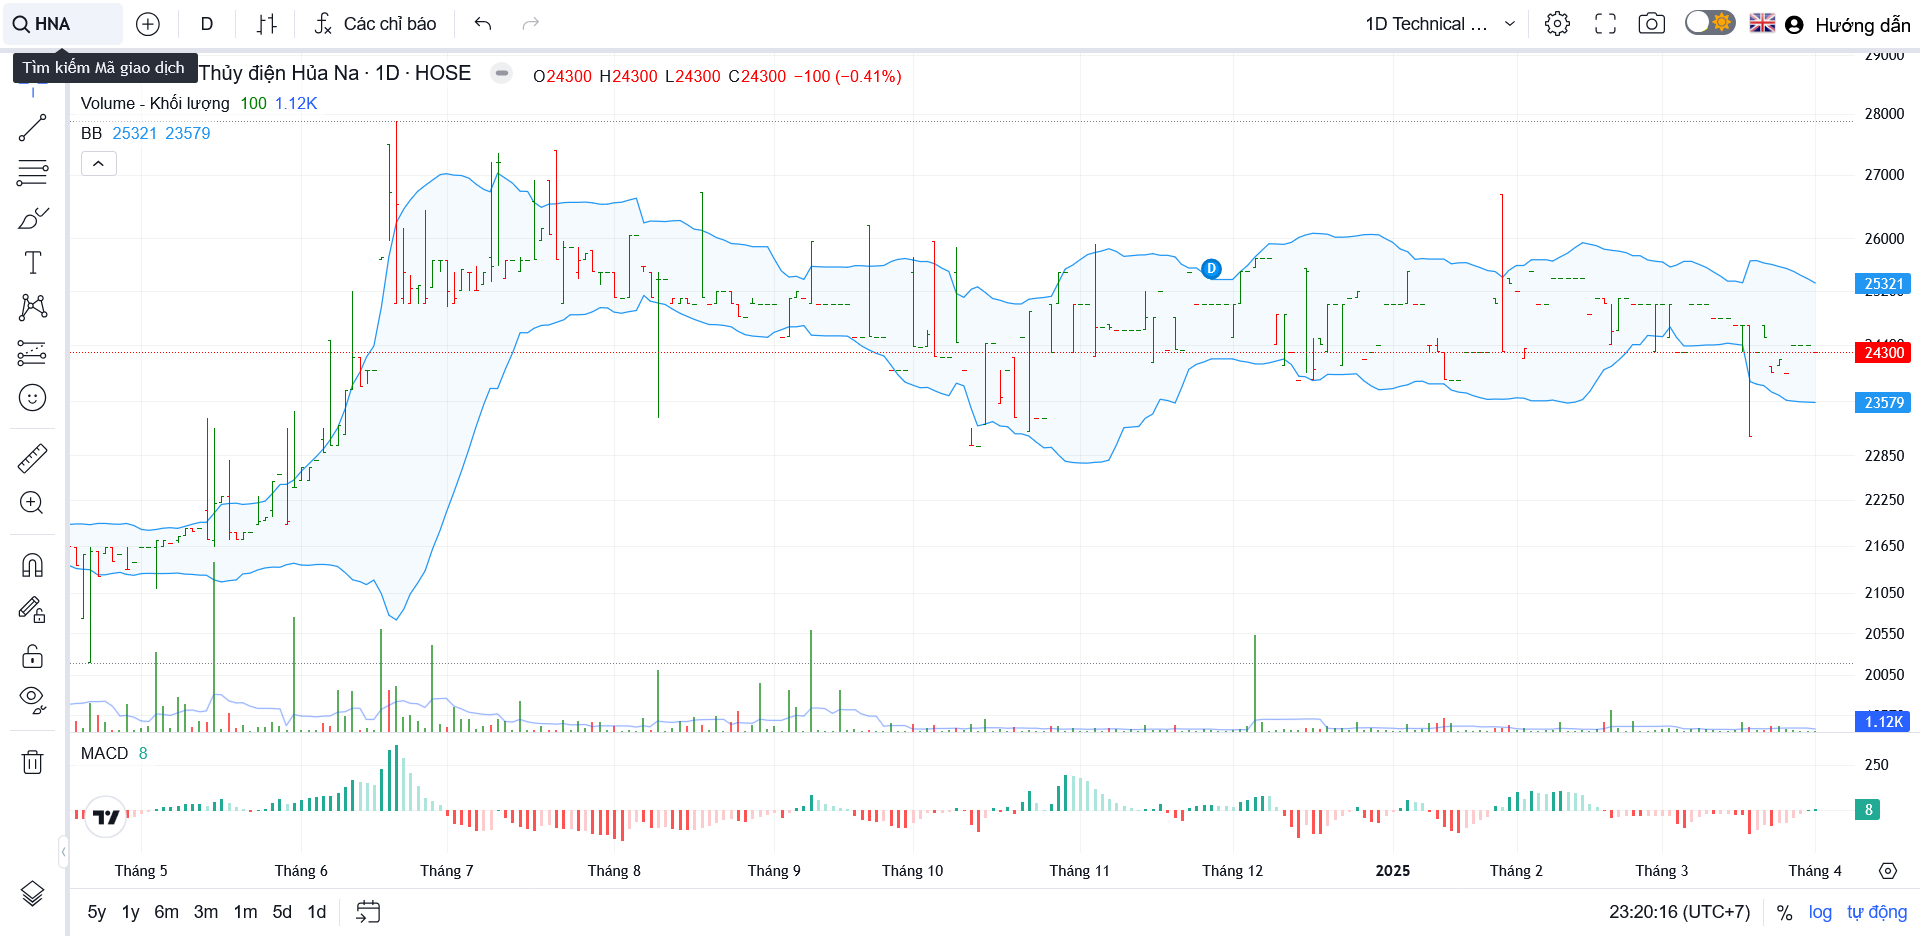 HNA
D
Các chỉ báo
1D Technical ...
Hướng dẫn
Tìm kiếm Mã giao dịch
Thủy điện Hủa Na · 1D · HOSE
O24300 H24300 L24300 C24300 −100 (−0.41%)
Volume - Khối lượng 100 1.12K
BB 25321 23579
D
29000
28000
27000
26000
25321
24300
23579
22850
22250
21650
21050
20550
20050
1.12K
MACD 8
250
8
Tháng 5
Tháng 6
Tháng 7
Tháng 8
Tháng 9
Tháng 10
Tháng 11
Tháng 12
2025
Tháng 2
Tháng 3
Tháng 4
5y 1y 6m 3m 1m 5d 1d
23:20:16 (UTC+7)
% log tự động